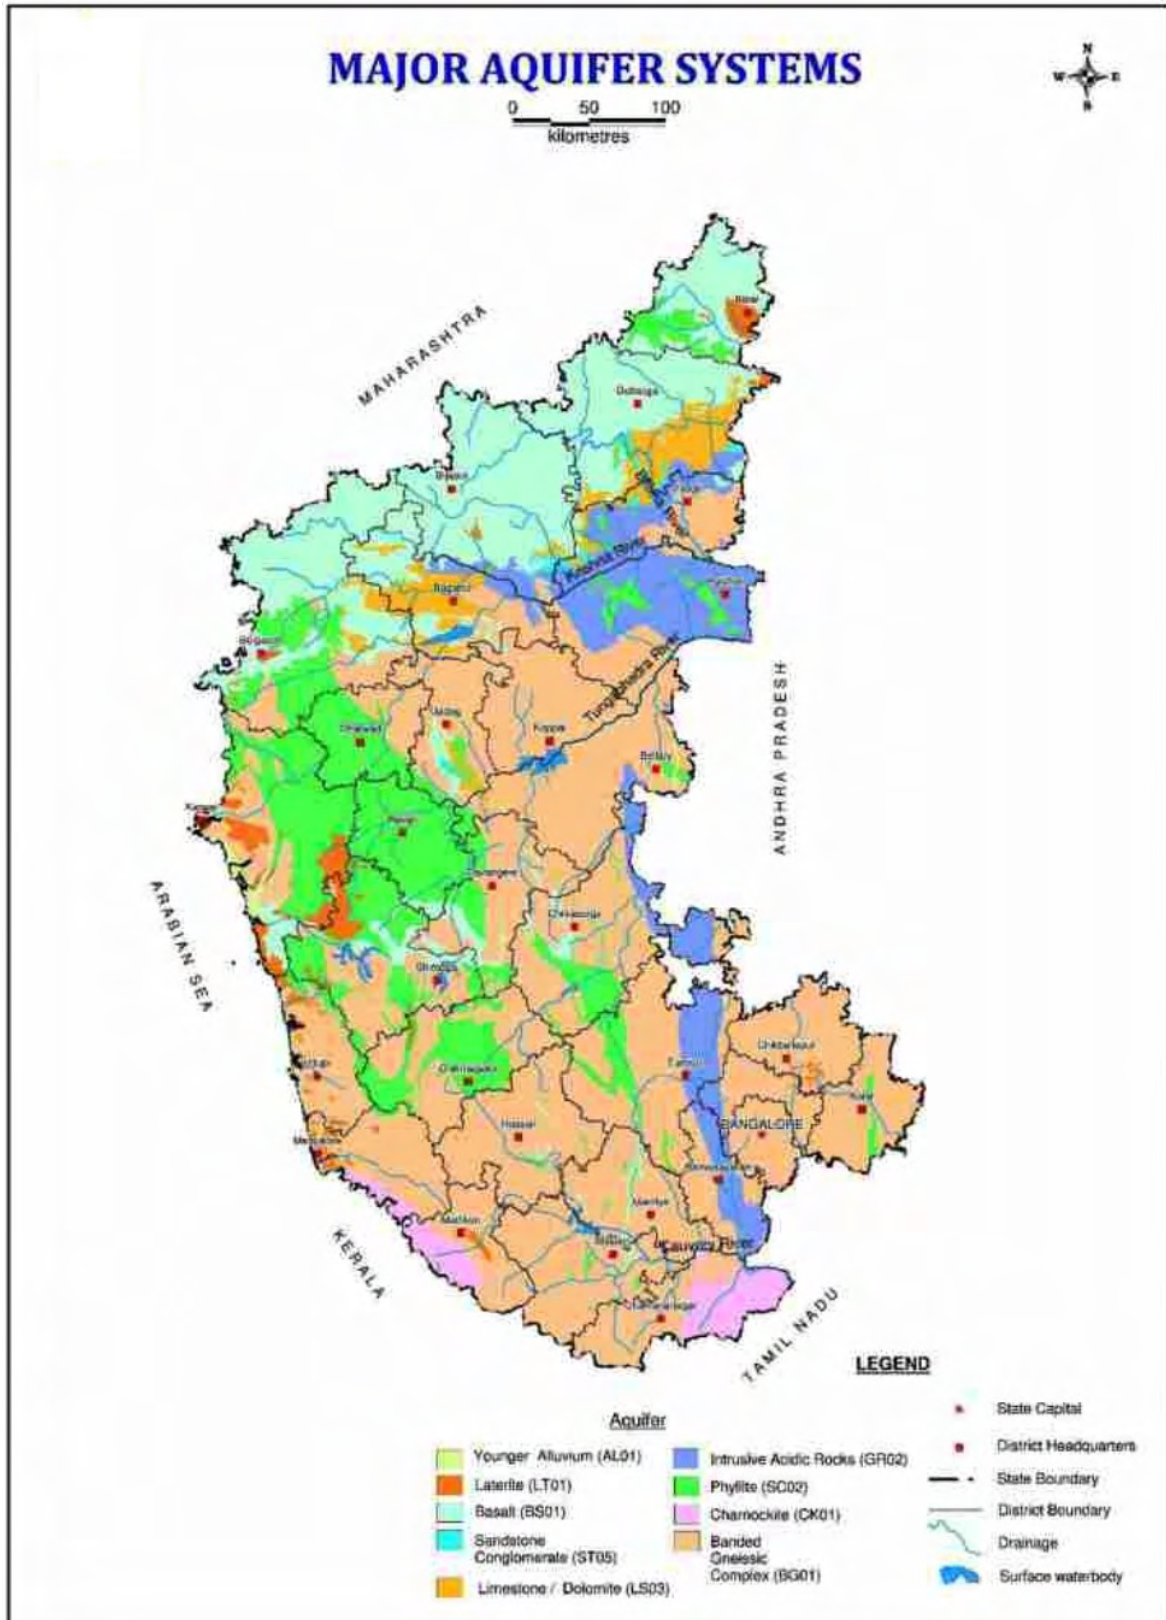 MAJOR AQUIFER SYSTEMS
N
W E
S
0 50 100
kilometres
MAHARASHTRA
Bidar
Gulbarga
Bijapur
Krishna River
Bagalkot
Raichur
Belgaum
Tungabhadra River
ANDHRA PRADESH
Gadag
Koppal
Dharwad
Bellary
Karwar
Haveri
Davangere
Chitradurga
ARABIAN SEA
Shimoga
Chikballapur
Tumkur
Udupi
Chikmagalur
Kolar
BANGALORE
Hassan
Mangalore
Ramanagaram
Mandya
Madikeri
KERALA
Cauvery River
Chamarajnagar
TAMIL NADU
LEGEND
Aquifer
Younger Alluvium (AL01)
Laterite (LT01)
Basalt (BS01)
Sandstone
Conglomerate (ST05)
Limestone / Dolomite (LS03)
Intrusive Acidic Rocks (GR02)
Phyllite (SC02)
Charnockite (CK01)
Banded
Gneissic
Complex (BG01)
State Capital
District Headquarters
State Boundary
District Boundary
Drainage
Surface waterbody